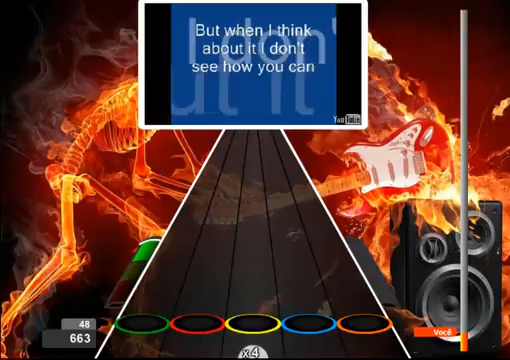 But when I think
about it I don't
see how you can
YouTube
48
663
x4
Você